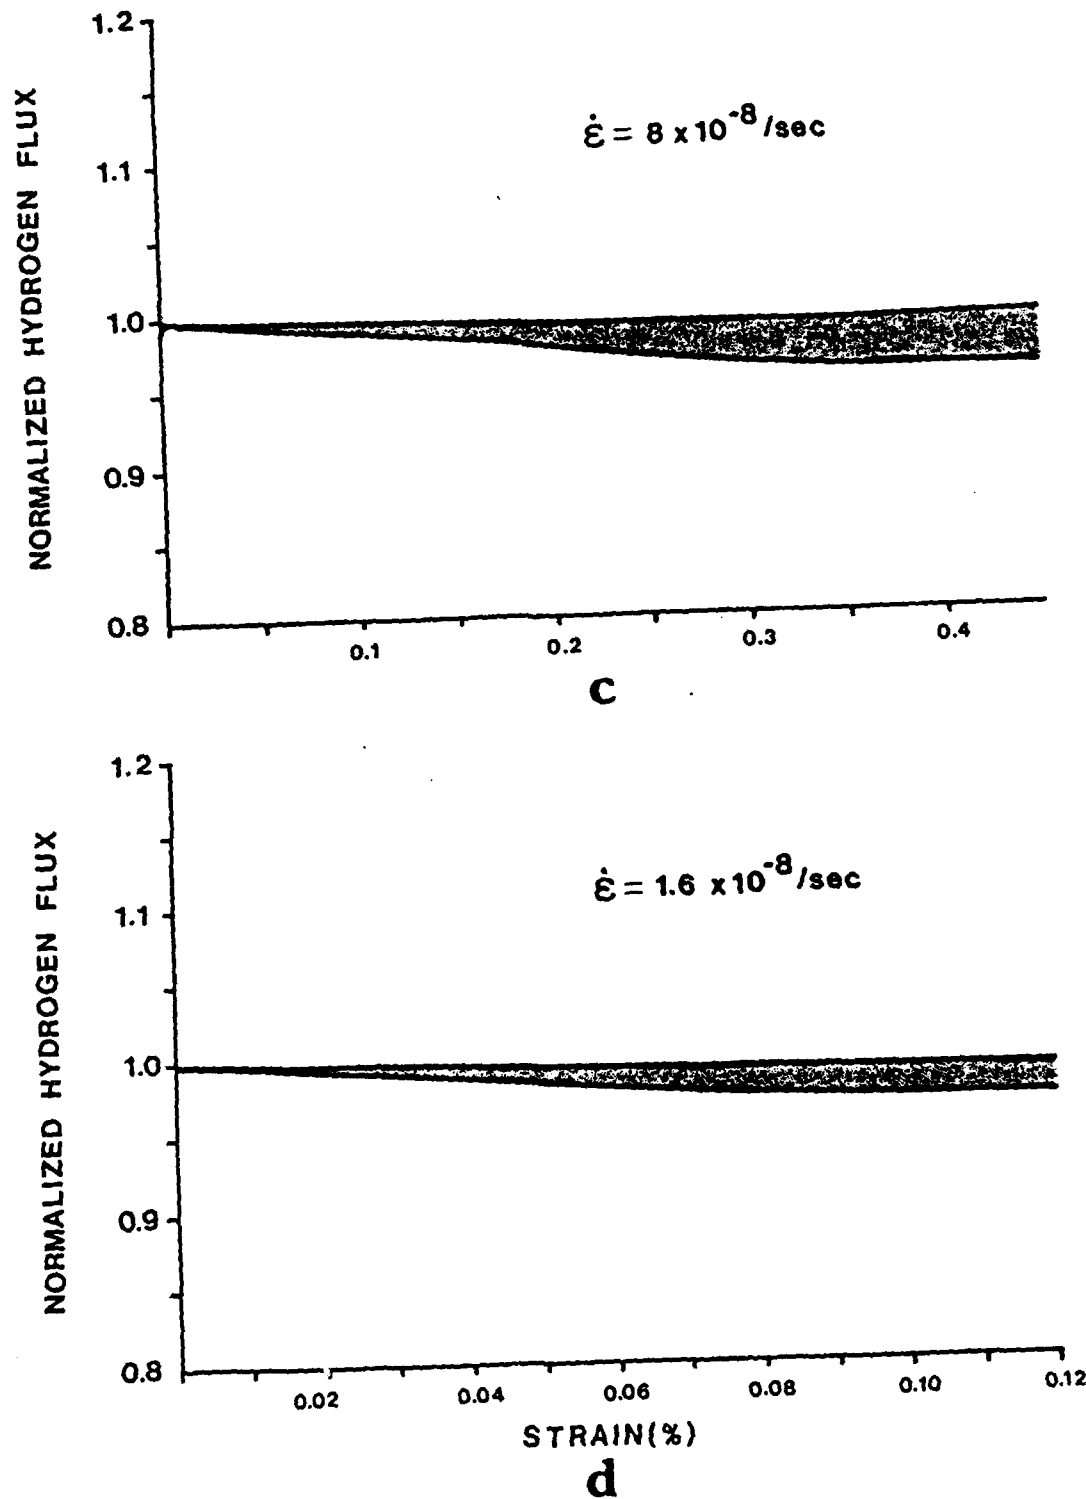 1.2
1.1
1.0
0.9
0.8
NORMALIZED HYDROGEN FLUX
ε̇ = 8 x 10⁻⁸/sec
0.1 0.2 0.3 0.4
c
1.2
1.1
1.0
0.9
0.8
NORMALIZED HYDROGEN FLUX
ε̇ = 1.6 x10⁻⁸/sec
0.02 0.04 0.06 0.08 0.10 0.12
STRAIN(%)
d